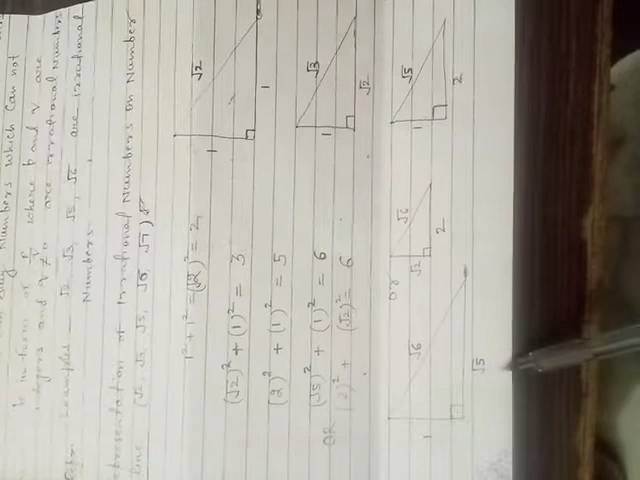 Numbers which can not
be in form of p/q where p and q are
integers and q ≠ 0 are irrational Numbers
examples - √2, √3, √5, √6 are irrational
Numbers.
representation of Irrational Numbers on Number
line (√2, √3, √5, √6, √7)
1² + 1² = (√2)² = 2
(√2)² + (1)² = 3
(2)² + (1)² = 5
(√5)² + (1)² = 6
OR (2)² + (√2)² = 6
√2
1
1
√3
1
√2
√5
1
2
OR
√6
√2
2
√6
1
√5